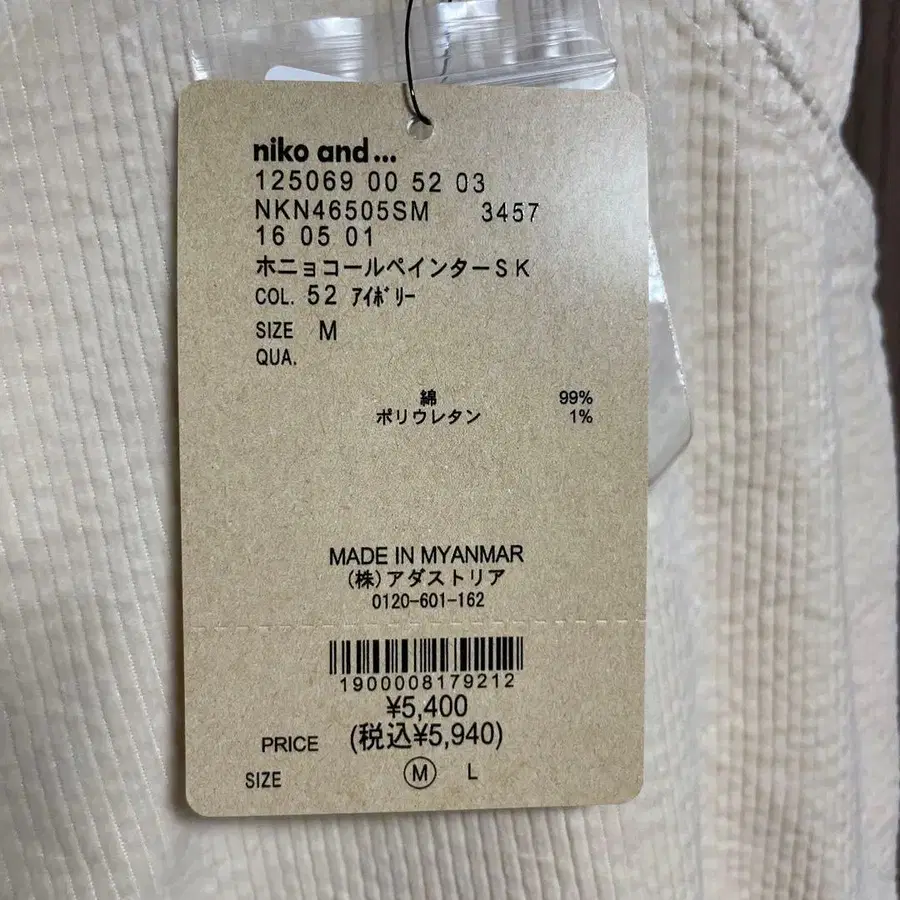 niko and...
125069 00 52 03
NKN46505SM 3457
16 05 01
ホニョコールペインターSK
COL. 52 ｱｲﾎﾞﾘｰ
SIZE M
QUA.
綿 99%
ポリウレタン 1%
MADE IN MYANMAR
(株)アダストリア
0120-601-162
1900008179212
¥5,400
PRICE (税込¥5,940)
SIZE Ⓜ L